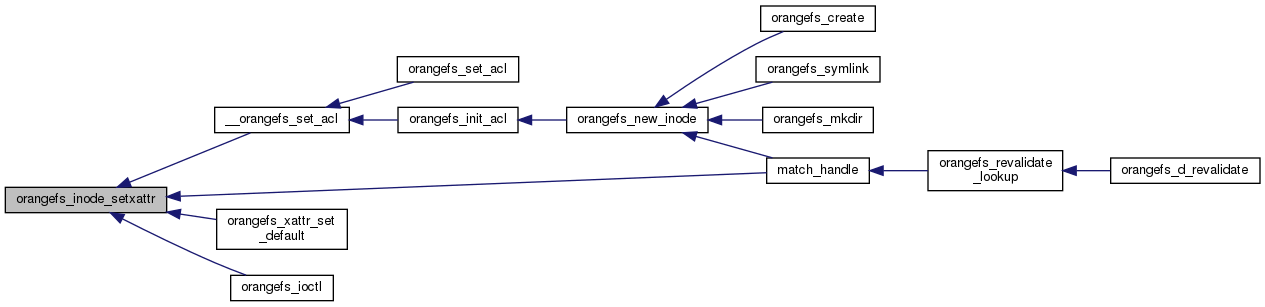 orangefs_create
orangefs_symlink
orangefs_set_acl
__orangefs_set_acl
orangefs_init_acl
orangefs_new_inode
orangefs_mkdir
match_handle
orangefs_revalidate
_lookup
orangefs_d_revalidate
orangefs_inode_setxattr
orangefs_xattr_set
_default
orangefs_ioctl